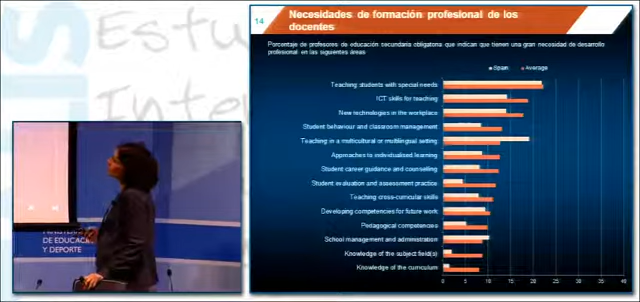 Estu
Inter
DE EDUCAC
Y DEPORTE
14
Necesidades de formación profesional de los
docentes
Porcentaje de profesores de educación secundaria obligatoria que indican que tienen una gran necesidad de desarrollo
profesional en las siguientes áreas
Spain Average
Teaching students with special needs
ICT skills for teaching
New technologies in the workplace
Student behaviour and classroom management
Teaching in a multicultural or multilingual setting
Approaches to individualised learning
Student career guidance and counselling
Student evaluation and assessment practice
Teaching cross-curricular skills
Developing competencies for future work
Pedagogical competencies
School management and administration
Knowledge of the subject field(s)
Knowledge of the curriculum
0 5 10 15 20 25 30 35 40